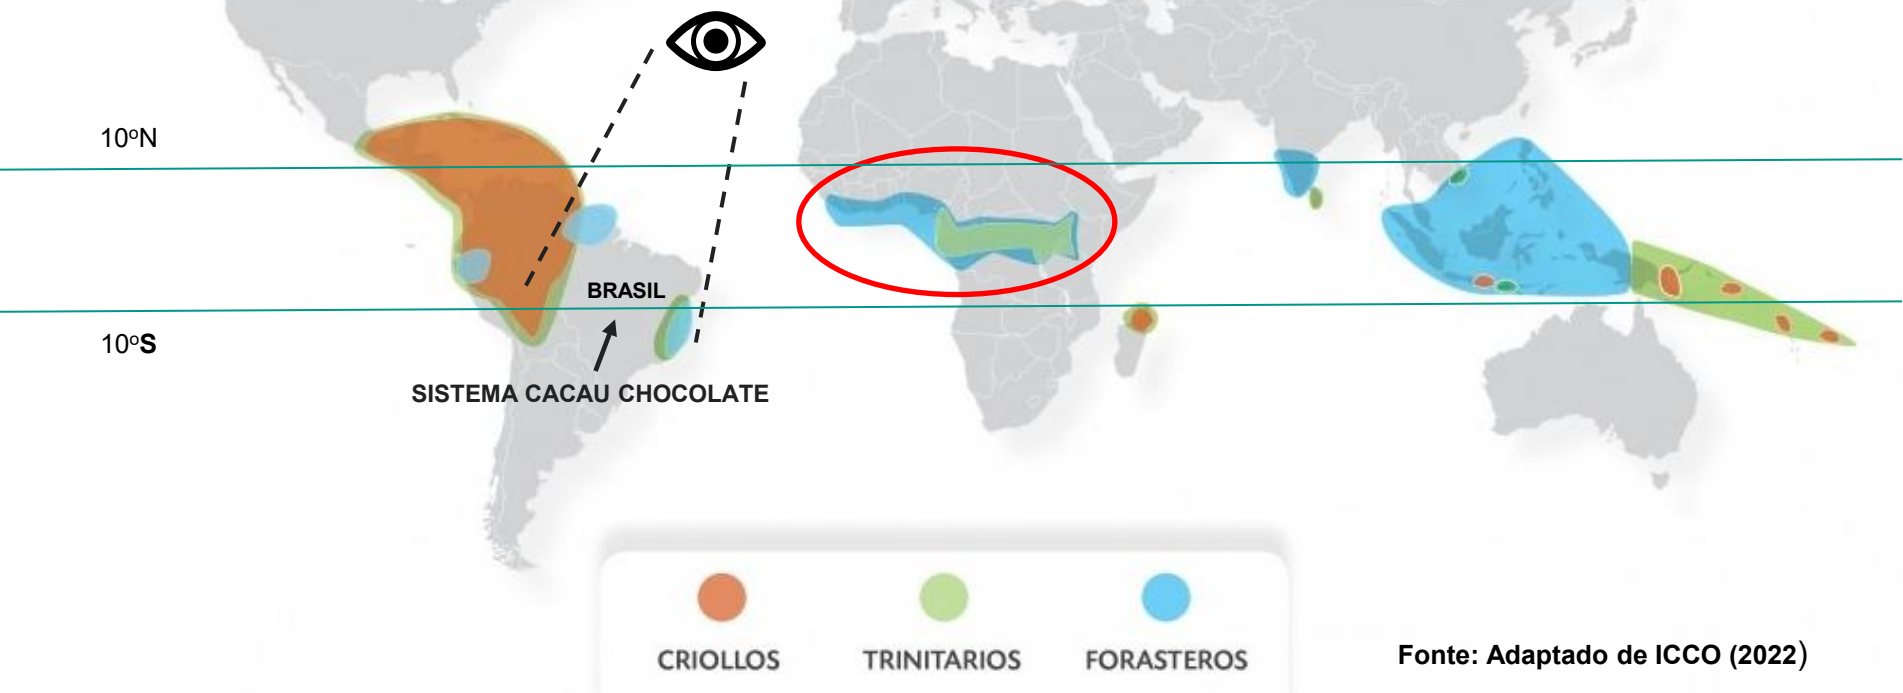 10ºN
BRASIL
10ºS
SISTEMA CACAU CHOCOLATE
CRIOLLOS
TRINITARIOS
FORASTEROS
Fonte: Adaptado de ICCO (2022)